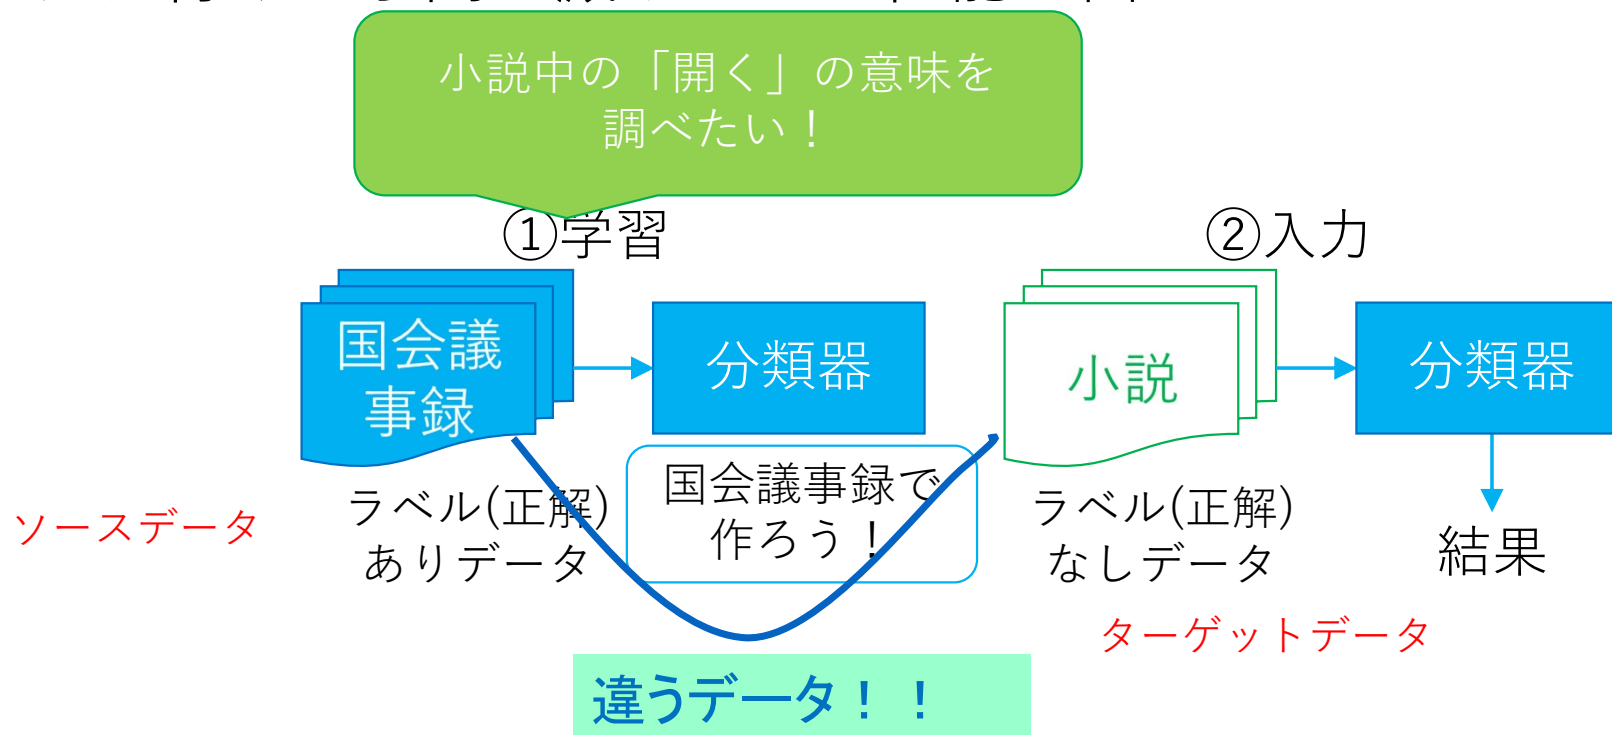 小説中の「開く」の意味を
調べたい！
①学習
②入力
国会議
事録
分類器
小説
分類器
ラベル(正解)
ありデータ
国会議事録で
作ろう！
ラベル(正解)
なしデータ
ソースデータ
結果
ターゲットデータ
違うデータ！！